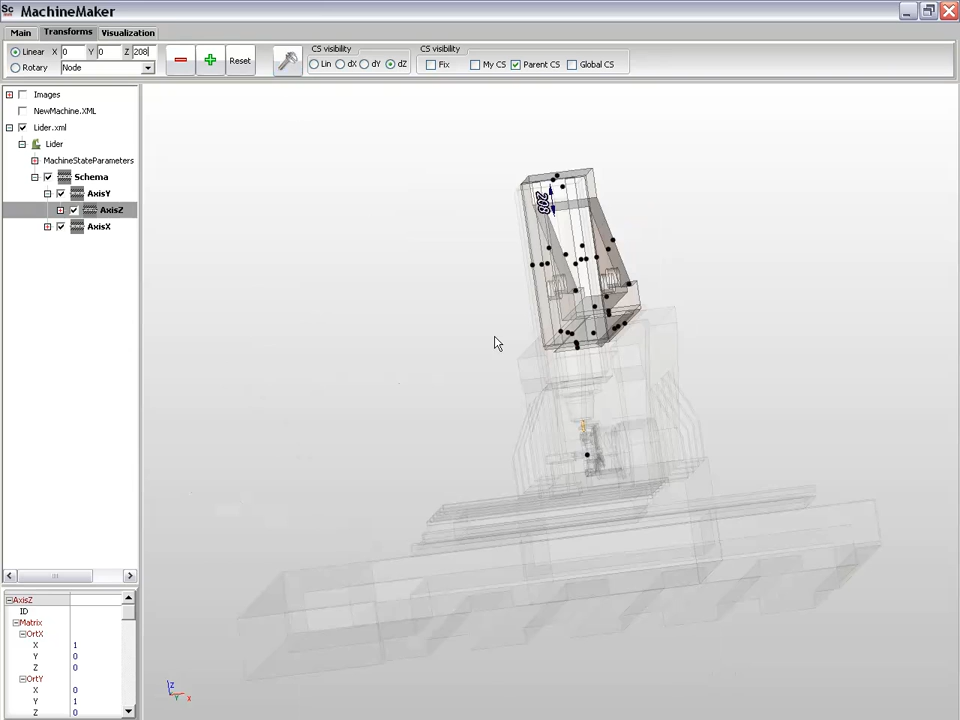 Sc MachineMaker
Main Transforms Visualization
Linear X 0 Y 0 Z 208
Rotary Node
Reset
CS visibility
Lin dX dY dZ
CS visibility
Fix My CS Parent CS Global CS
Images
NewMachine.XML
Lider.xml
Lider
MachineStateParameters
Schema
AxisY
AxisZ
AxisX
208
AxisZ
ID
Matrix
OrtX
X 1
Y 0
Z 0
OrtY
X 0
Y 1
Z 0
Z
Y X